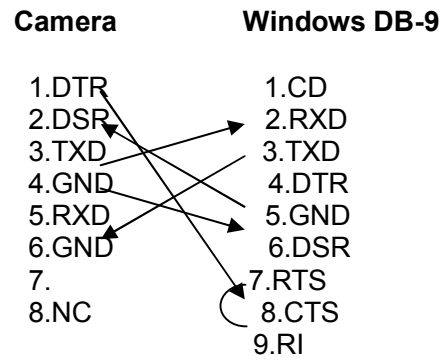 Camera Windows DB-9
1.DTR 1.CD
2.DSR 2.RXD
3.TXD 3.TXD
4.GND 4.DTR
5.RXD 5.GND
6.GND 6.DSR
7. 7.RTS
8.NC 8.CTS
9.RI